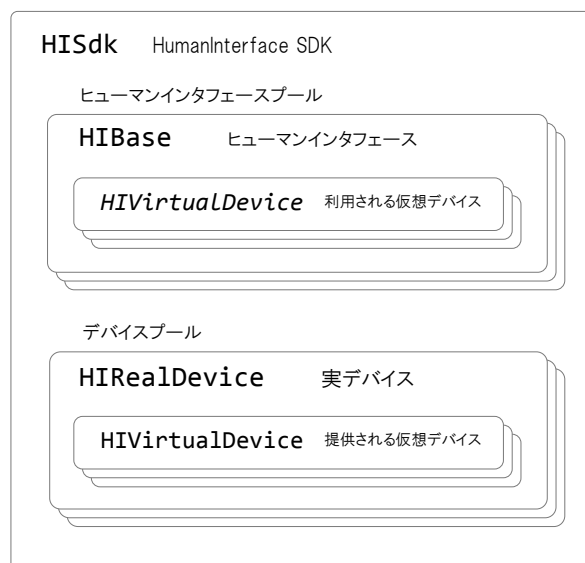 HISdk HumanInterface SDK
ヒューマンインタフェースプール
HIBase ヒューマンインタフェース
HIVirtualDevice 利用される仮想デバイス
デバイスプール
HIRealDevice 実デバイス
HIVirtualDevice 提供される仮想デバイス